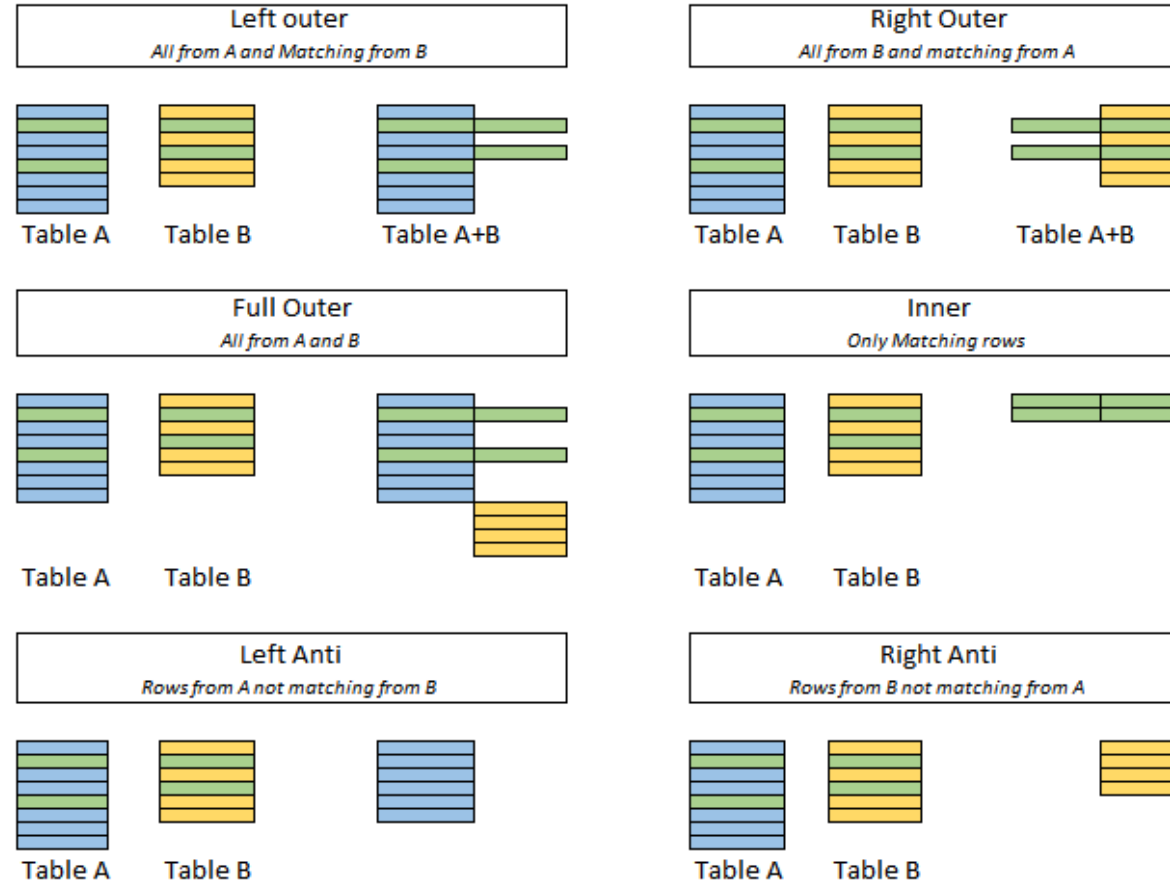 Left outer
All from A and Matching from B
Right Outer
All from B and matching from A
Table A
Table B
Table A+B
Table A
Table B
Table A+B
Full Outer
All from A and B
Inner
Only Matching rows
Table A
Table B
Table A
Table B
Left Anti
Rows from A not matching from B
Right Anti
Rows from B not matching from A
Table A
Table B
Table A
Table B